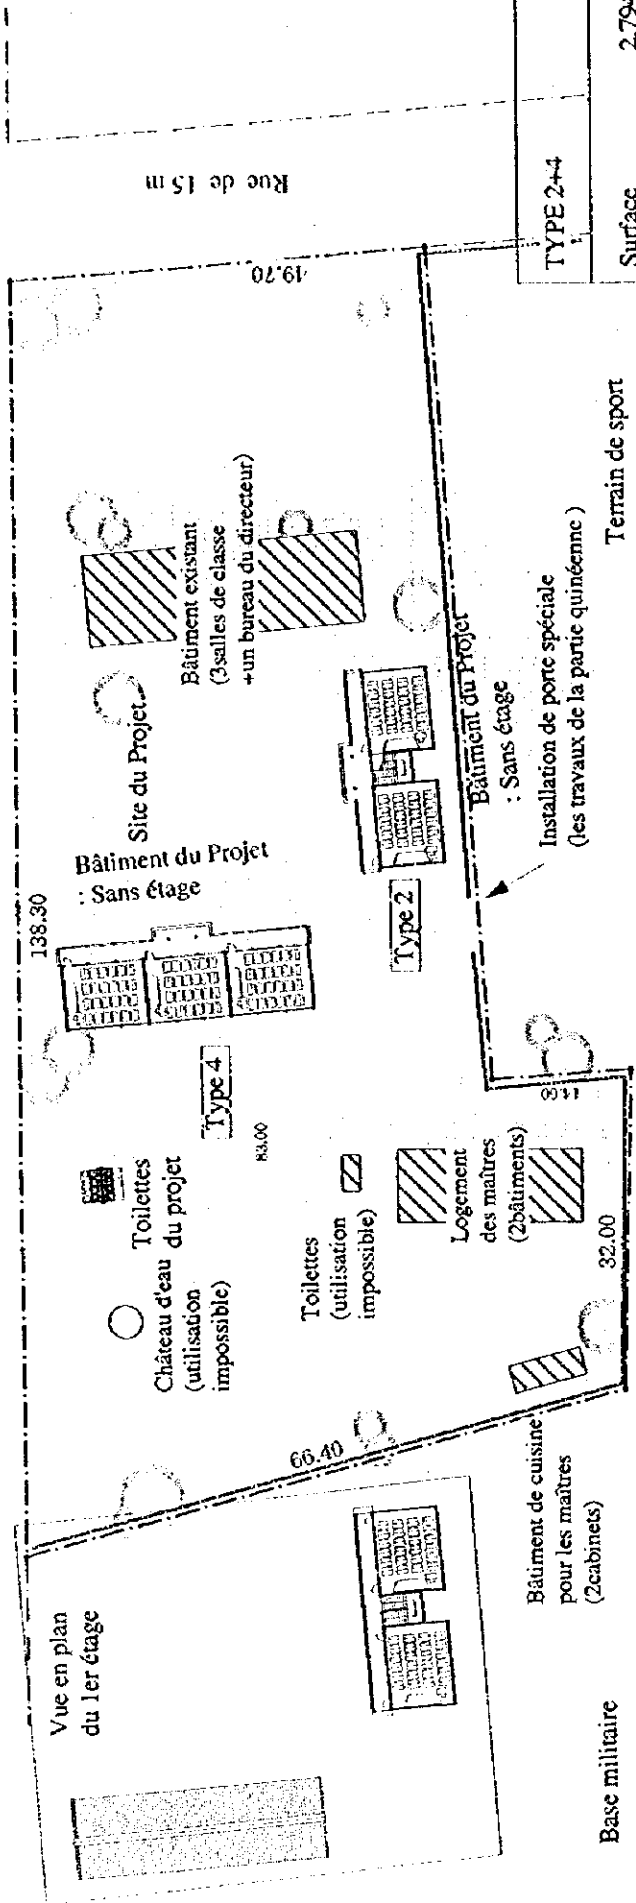 Vue en plan
du 1er étage
138.30
Rue de 15 m
49.70
Site du Projet
Bâtiment existant
(3salles de classe
+un bureau du directeur)
Bâtiment du Projet
: Sans étage
Type 4
83.00
Toilettes
du projet
Château d'eau
(utilisation
impossible)
Toilettes
(utilisation
impossible)
Type 2
Bâtiment du Projet
: Sans étage
Installation de porte spéciale
(les travaux de la partie quinéenne )
Terrain de sport
Logement
des maîtres
(2bâtiments)
32.00
66.40
Bâtiment de cuisine
pour les maîtres
(2cabinets)
Base militaire
TYPE 2+4
Surface
2.794